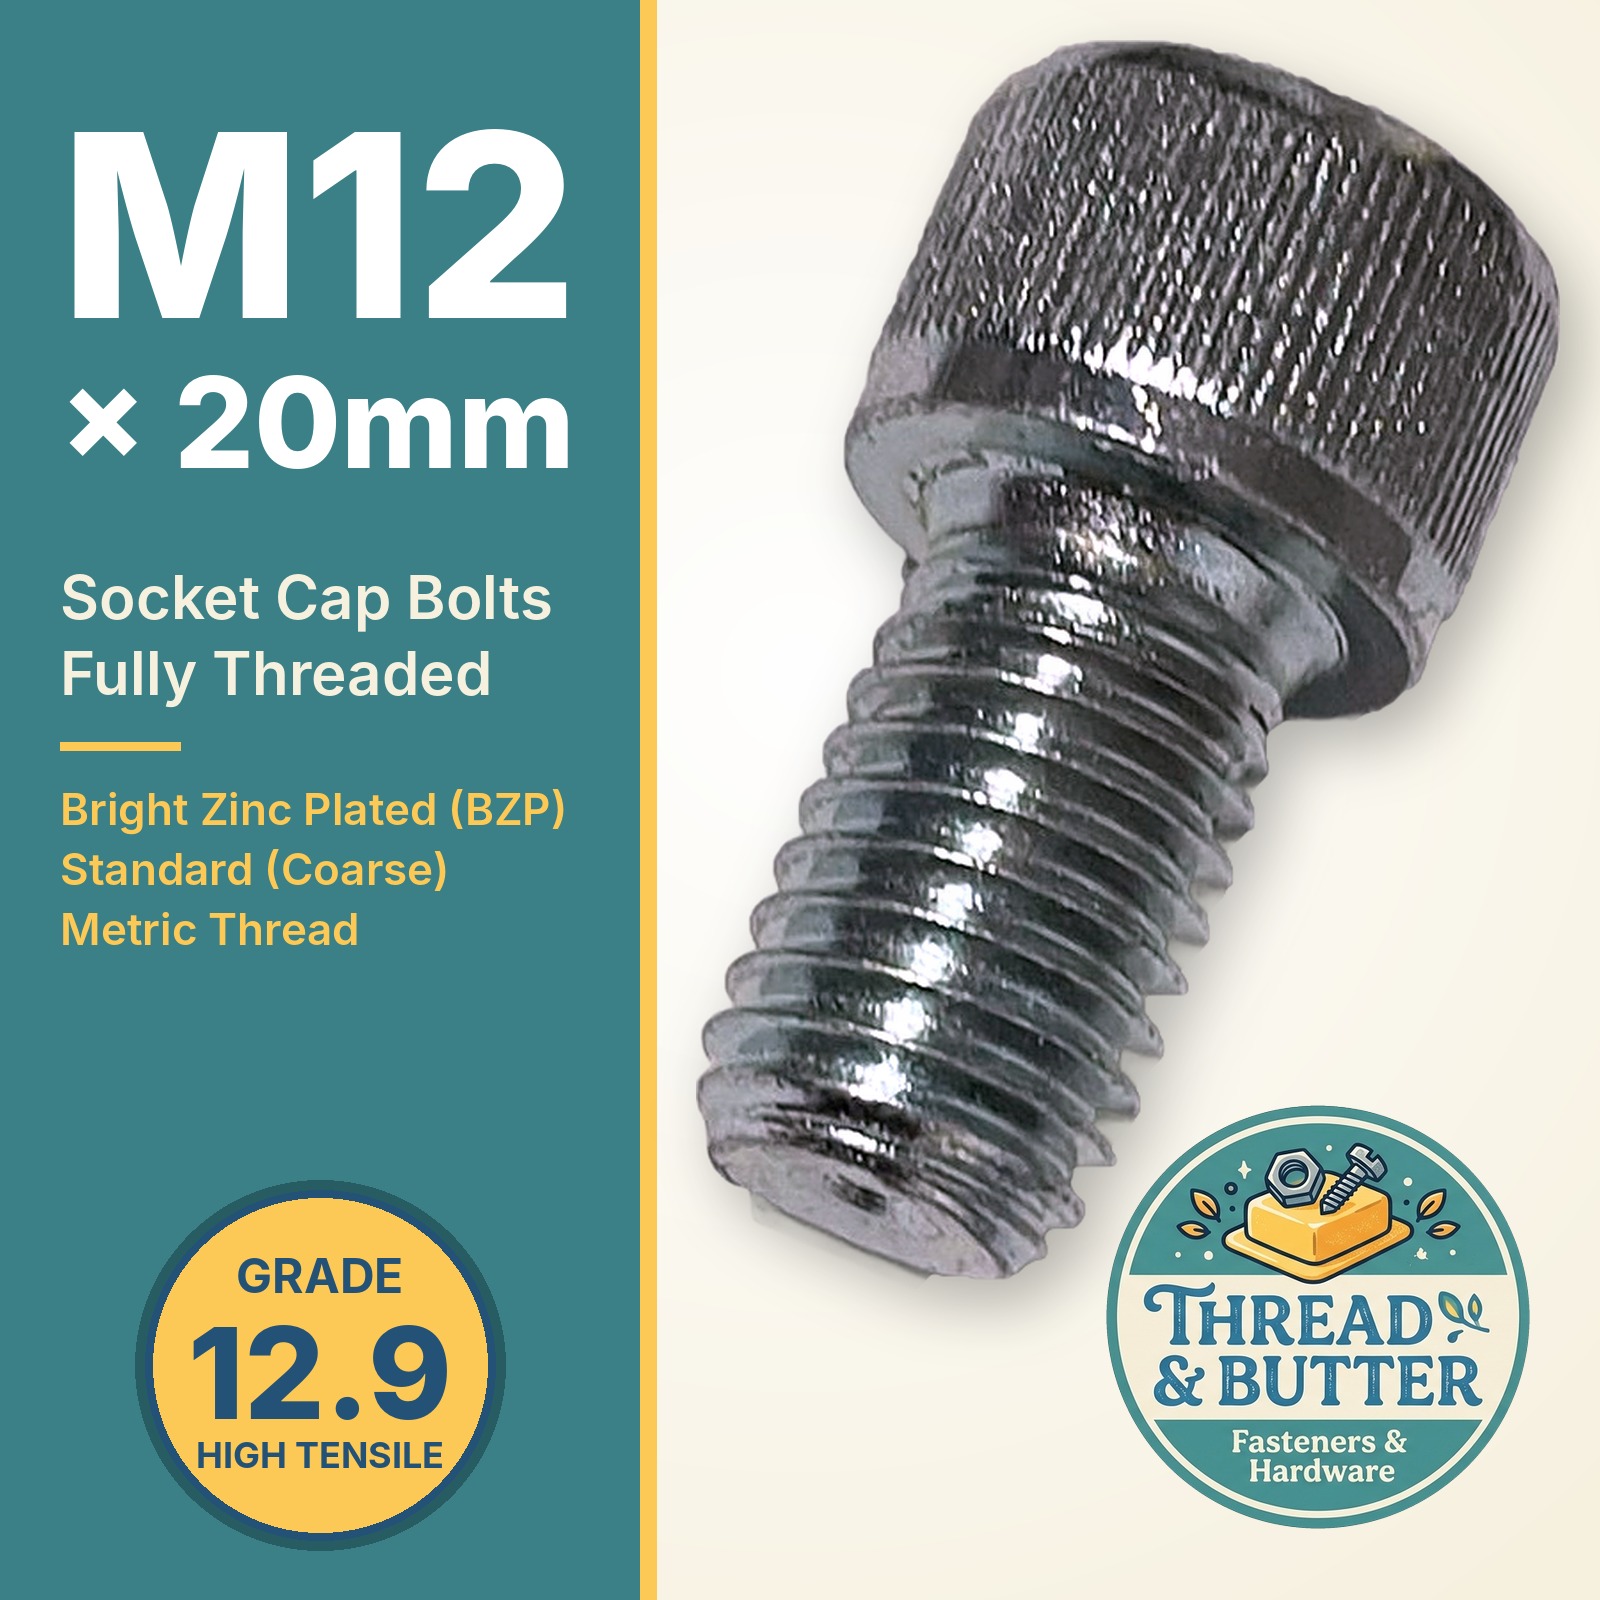 M12
× 20mm
Socket Cap Bolts
Fully Threaded
Bright Zinc Plated (BZP)
Standard (Coarse)
Metric Thread
GRADE
12.9
HIGH TENSILE
THREAD
& BUTTER
Fasteners &
Hardware